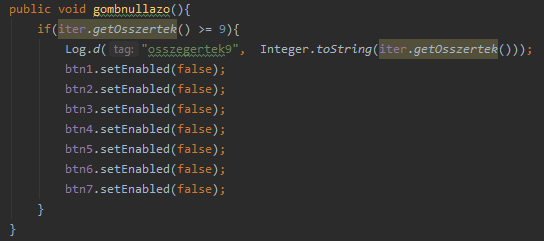 public void gombnullazo(){
if(iter.getOsszertek() >= 9){
Log.d( tag: "osszegertek9",  Integer.toString(iter.getOsszertek()));
btn1.setEnabled(false);
btn2.setEnabled(false);
btn3.setEnabled(false);
btn4.setEnabled(false);
btn5.setEnabled(false);
btn6.setEnabled(false);
btn7.setEnabled(false);
}
}